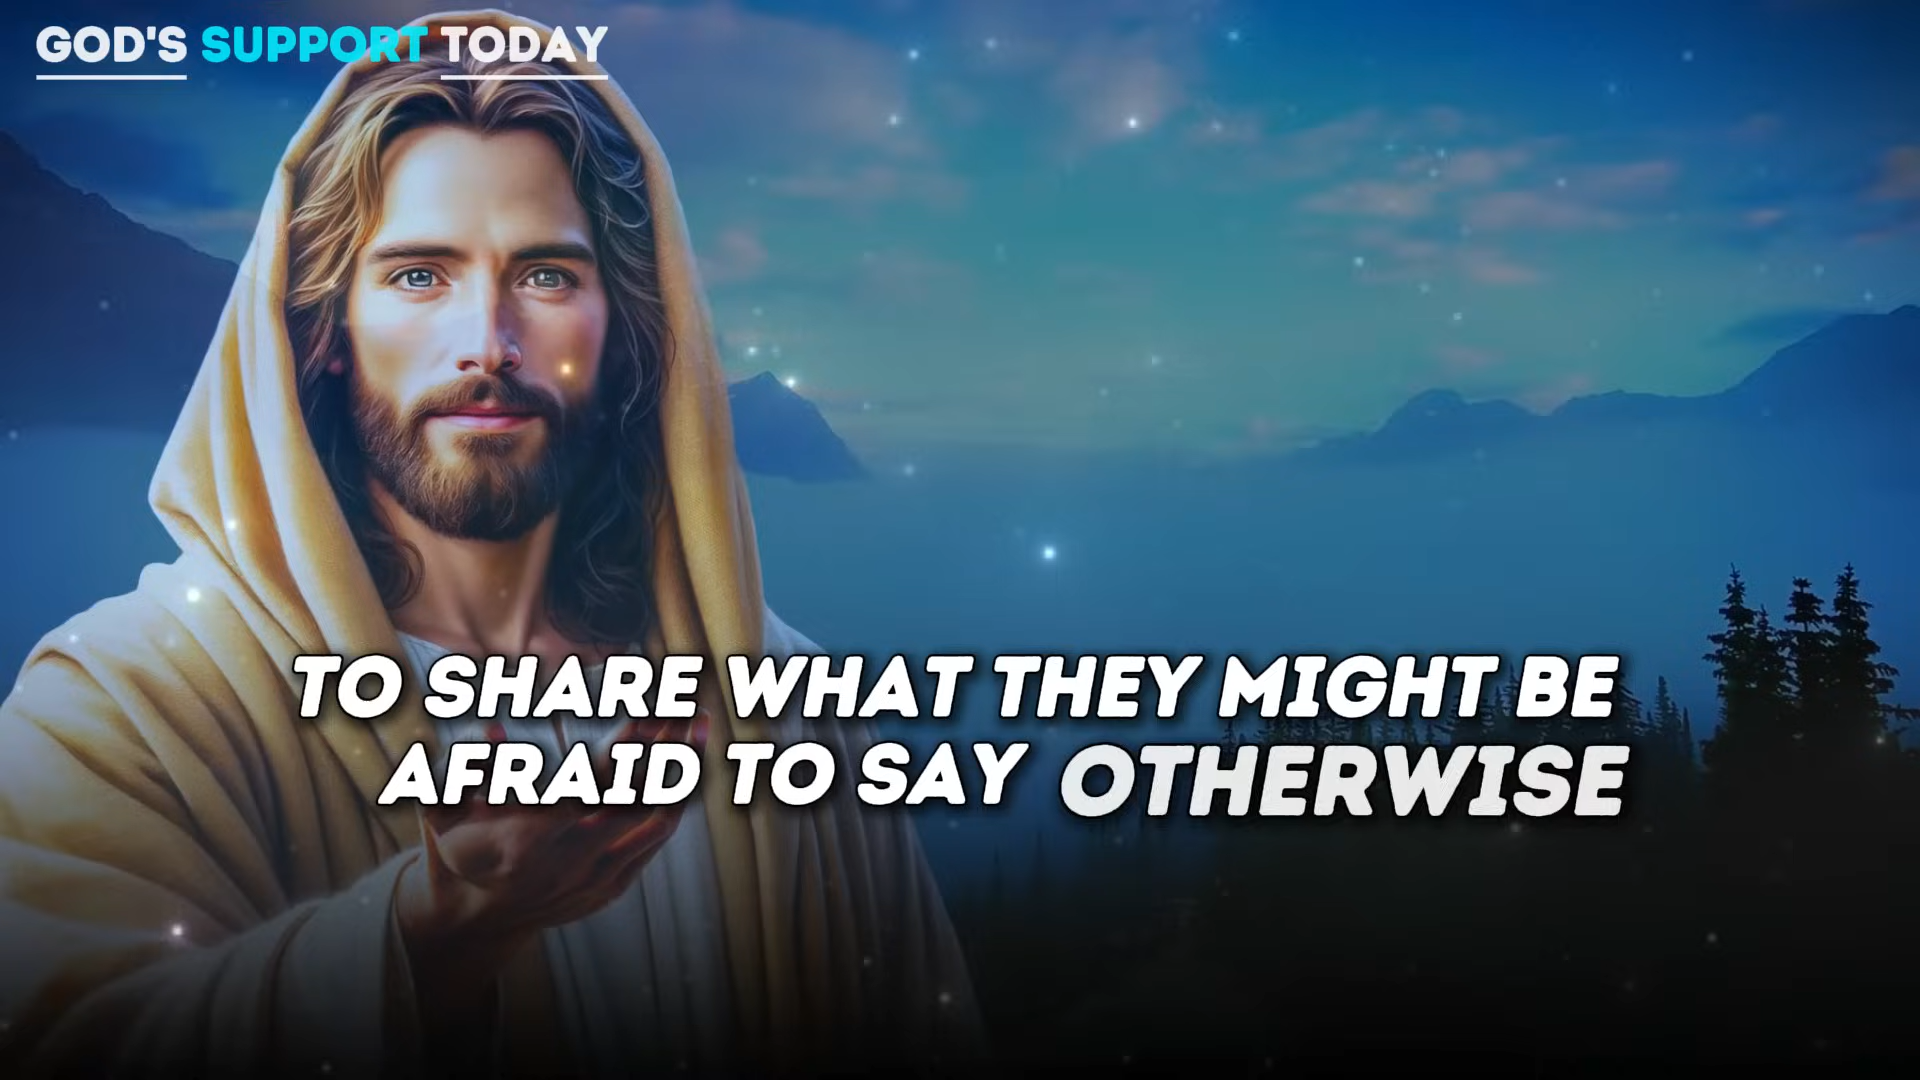 GOD'S SUPPORT TODAY
TO SHARE WHAT THEY MIGHT BE
AFRAID TO SAY OTHERWISE